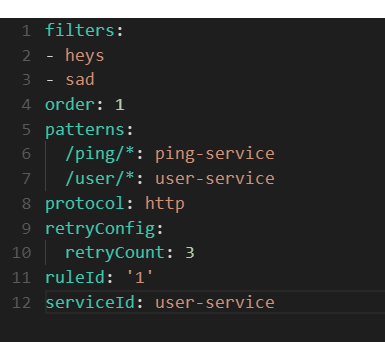 1 filters:
2 - heys
3 - sad
4 order: 1
5 patterns:
6   /ping/*: ping-service
7   /user/*: user-service
8 protocol: http
9 retryConfig:
10   retryCount: 3
11 ruleId: '1'
12 serviceId: user-service